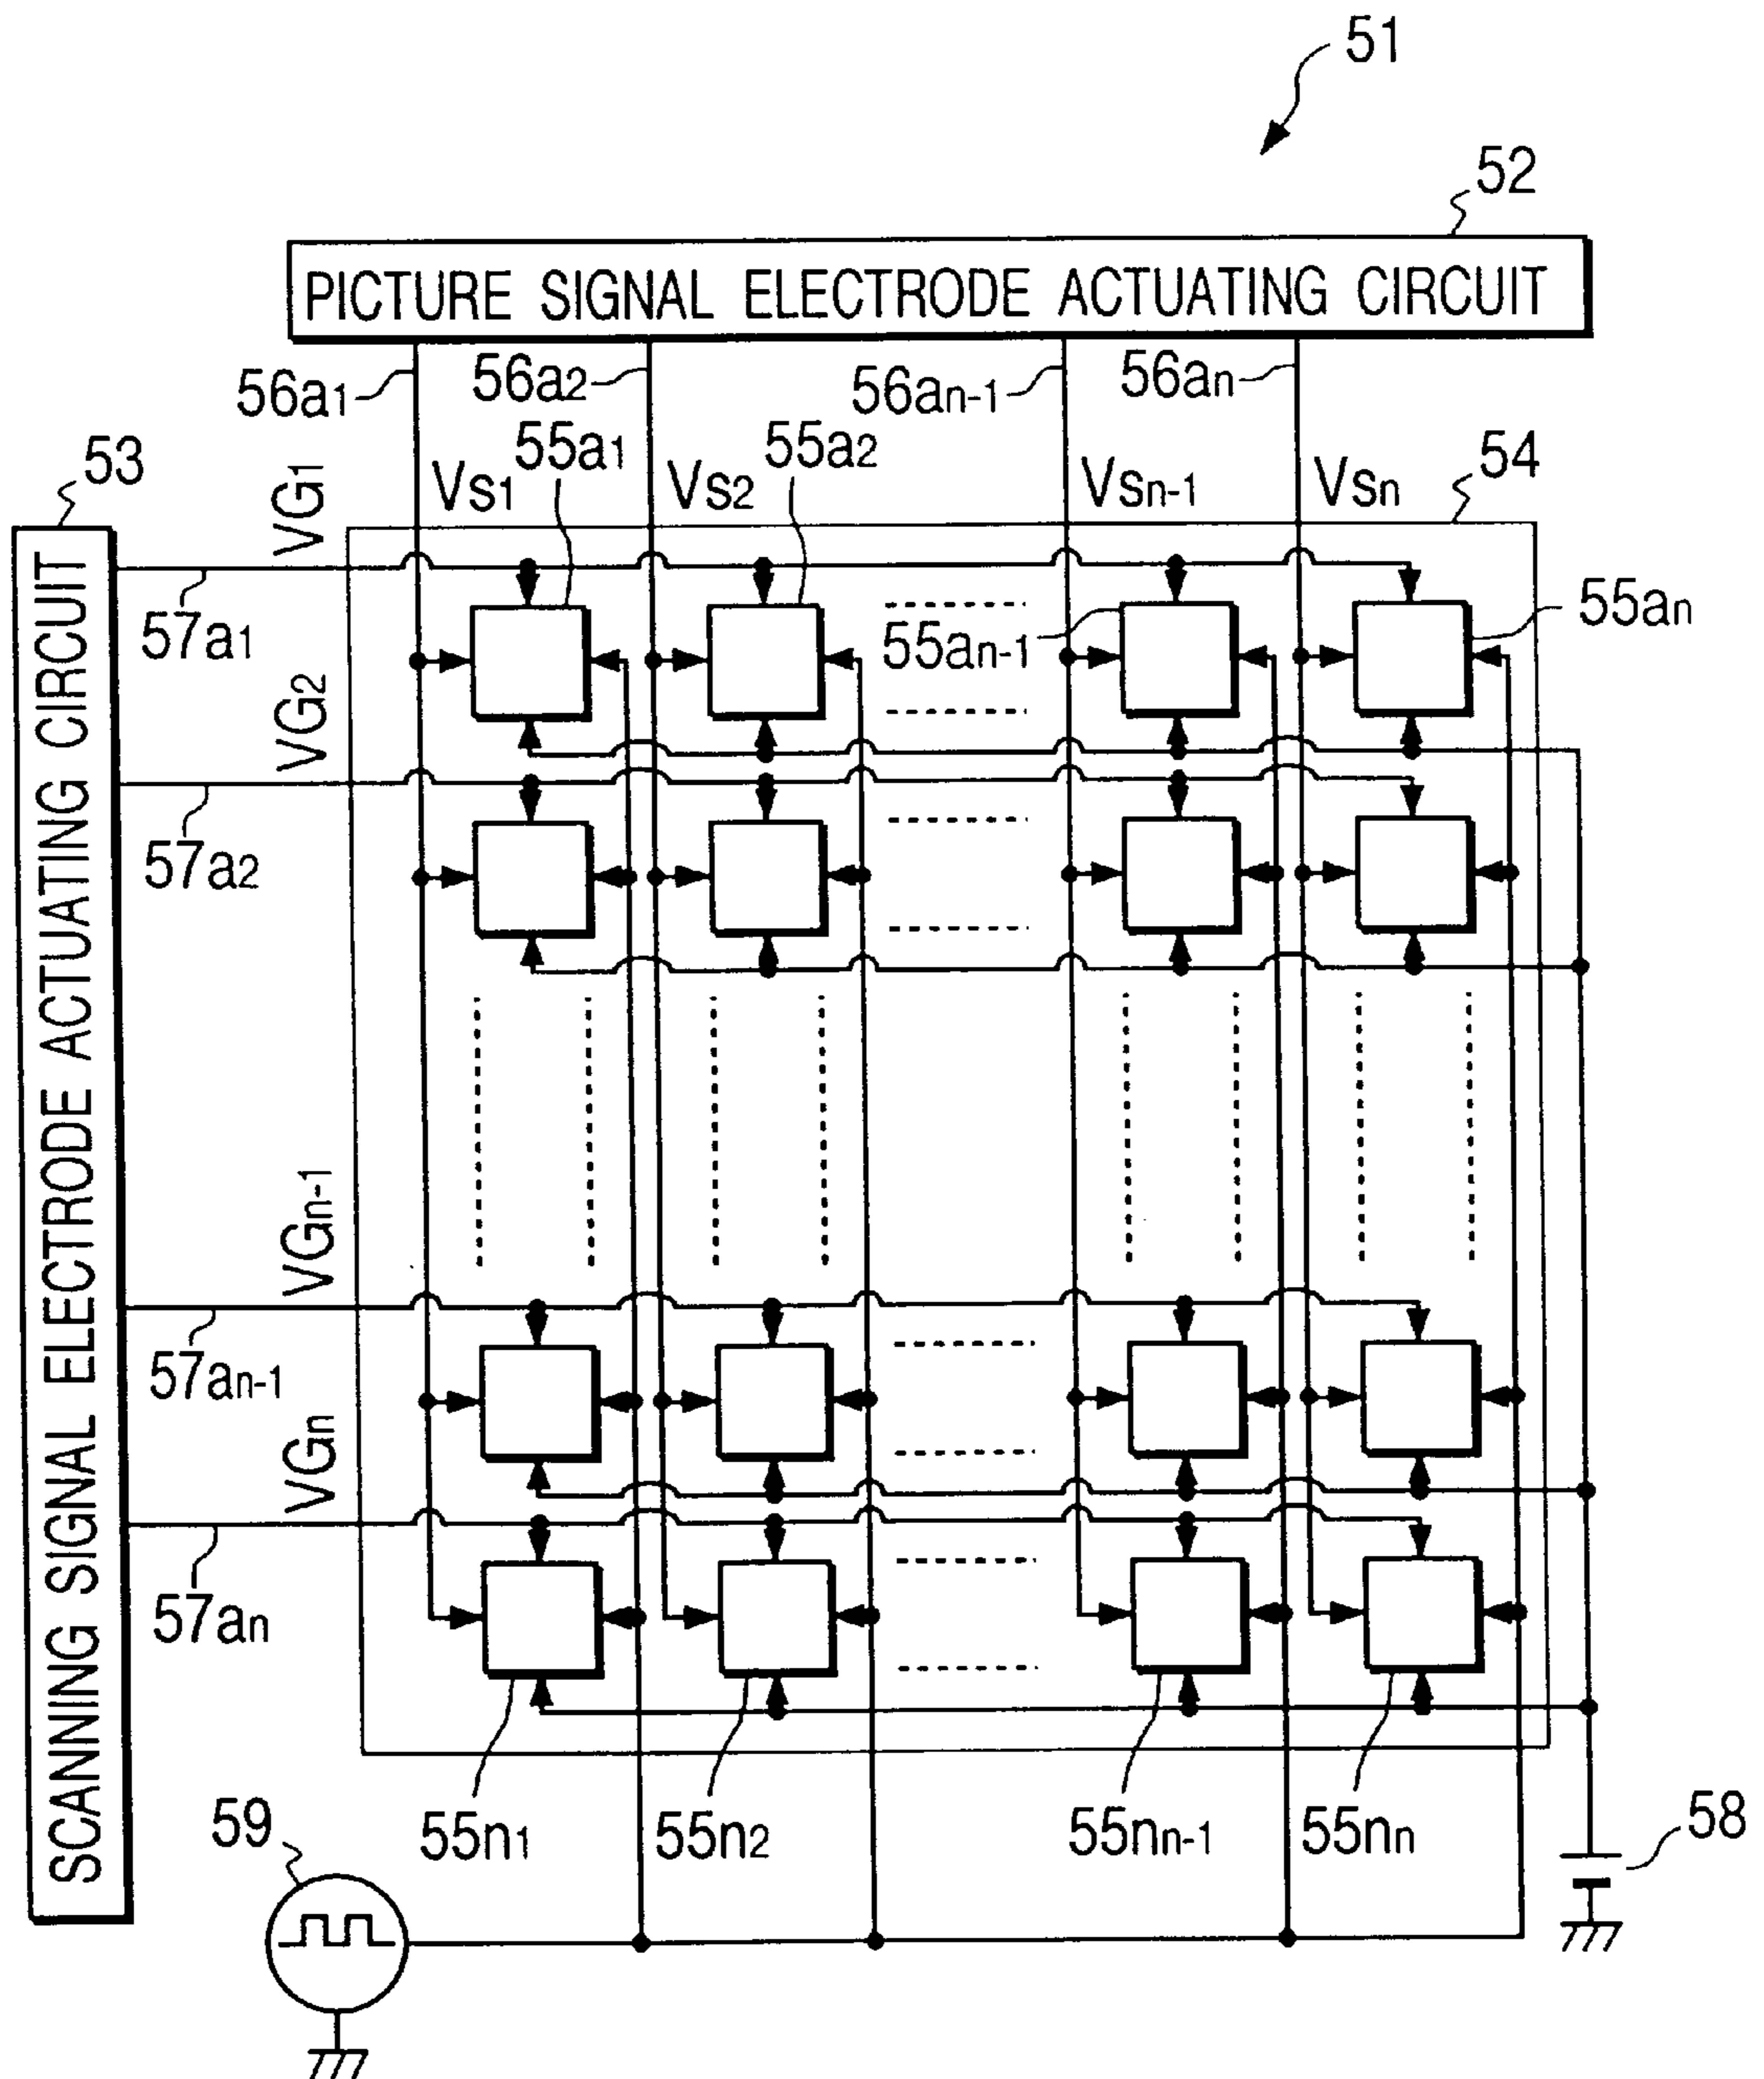 51
52
PICTURE SIGNAL ELECTRODE ACTUATING CIRCUIT
56a1
56a2
56an-1
56an
53
VG1
VS1
55a1
VS2
55a2
VSn-1
VSn
54
57a1
55an-1
55an
SCANNING SIGNAL ELECTRODE ACTUATING CIRCUIT
VG2
57a2
VGn-1
57an-1
VGn
57an
59
55n1
55n2
55nn-1
55nn
58